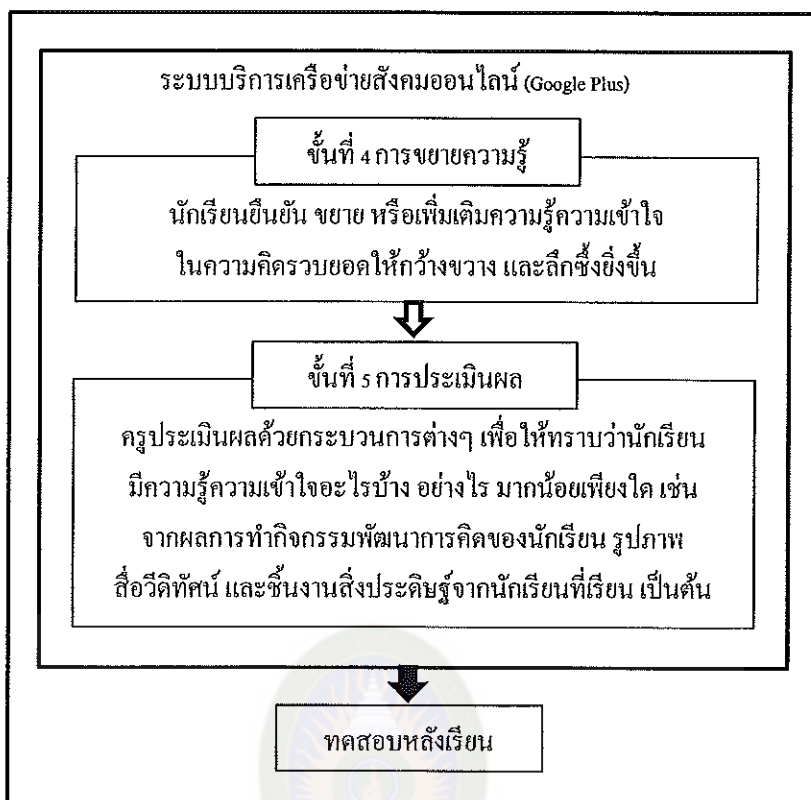 ระบบบริการเครือข่ายสังคมออนไลน์ (Google Plus)
ขั้นที่ 4 การขยายความรู้
นักเรียนยืนยัน ขยาย หรือเพิ่มเติมความรู้ความเข้าใจ
ในความคิดรวบยอดให้กว้างขวาง และลึกซึ้งยิ่งขึ้น
ขั้นที่ 5 การประเมินผล
ครูประเมินผลด้วยกระบวนการต่างๆ เพื่อให้ทราบว่านักเรียน
มีความรู้ความเข้าใจอะไรบ้าง อย่างไร มากน้อยเพียงใด เช่น
จากผลการทำกิจกรรมพัฒนาการคิดของนักเรียน รูปภาพ
สื่อวีดิทัศน์ และชิ้นงานสิ่งประดิษฐ์จากนักเรียนที่เรียน เป็นต้น
ทดสอบหลังเรียน